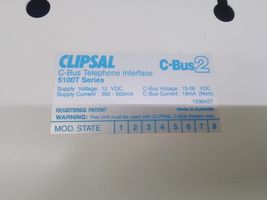 CLIPSAL C-Bus2
C-Bus Telephone Interface
5100T Series
Supply Voltage: 12 VDC C-Bus Voltage: 15-36 VDC
Supply Current: 300 - 500mA C-Bus Current: 18mA (Nom)
1036427
REGISTERED PATENT Made in Australia
WARNING: This Unit must be used with CLIPSAL C-Bus System only.
MOD. STATE 1 2 3 4 5 6 7 8